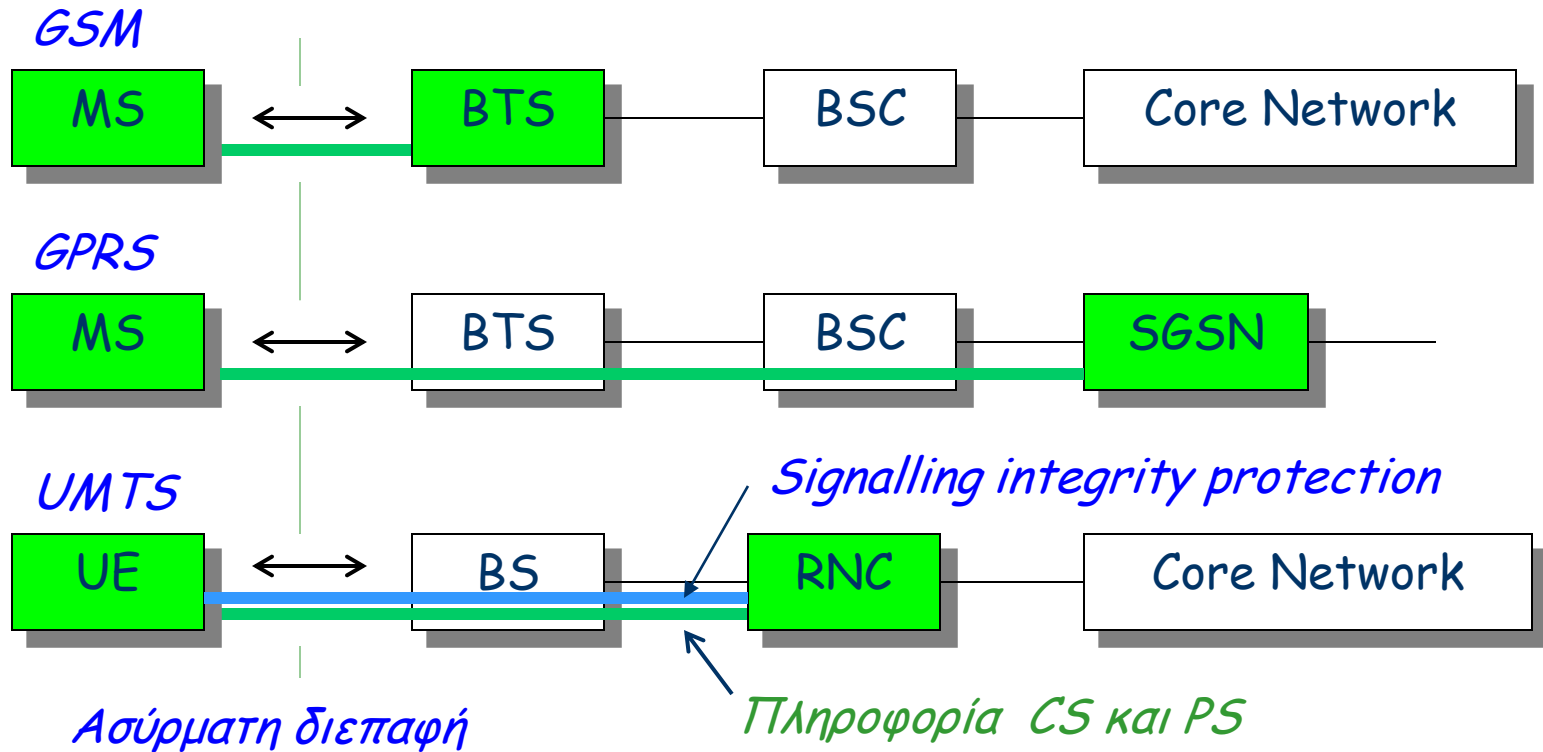 GSM
MS BTS BSC Core Network
GPRS
MS BTS BSC SGSN
UMTS
Signalling integrity protection
UE BS RNC Core Network
Ασύρματη διεπαφή
Πληροφορία CS και PS